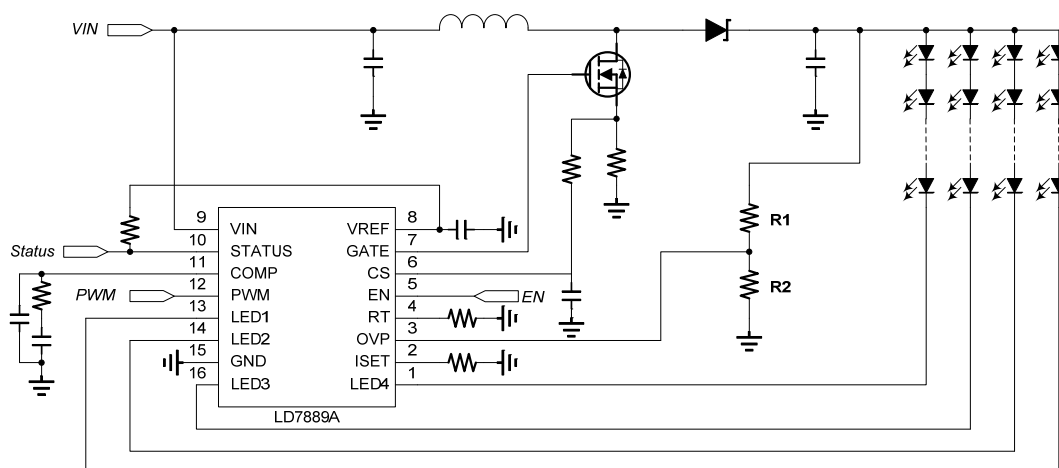 VIN
R1
R2
Status
PWM
EN
9 VIN VREF 8
10 STATUS GATE 7
11 COMP CS 6
12 PWM EN 5
13 LED1 RT 4
14 LED2 OVP 3
15 GND ISET 2
16 LED3 LED4 1
LD7889A